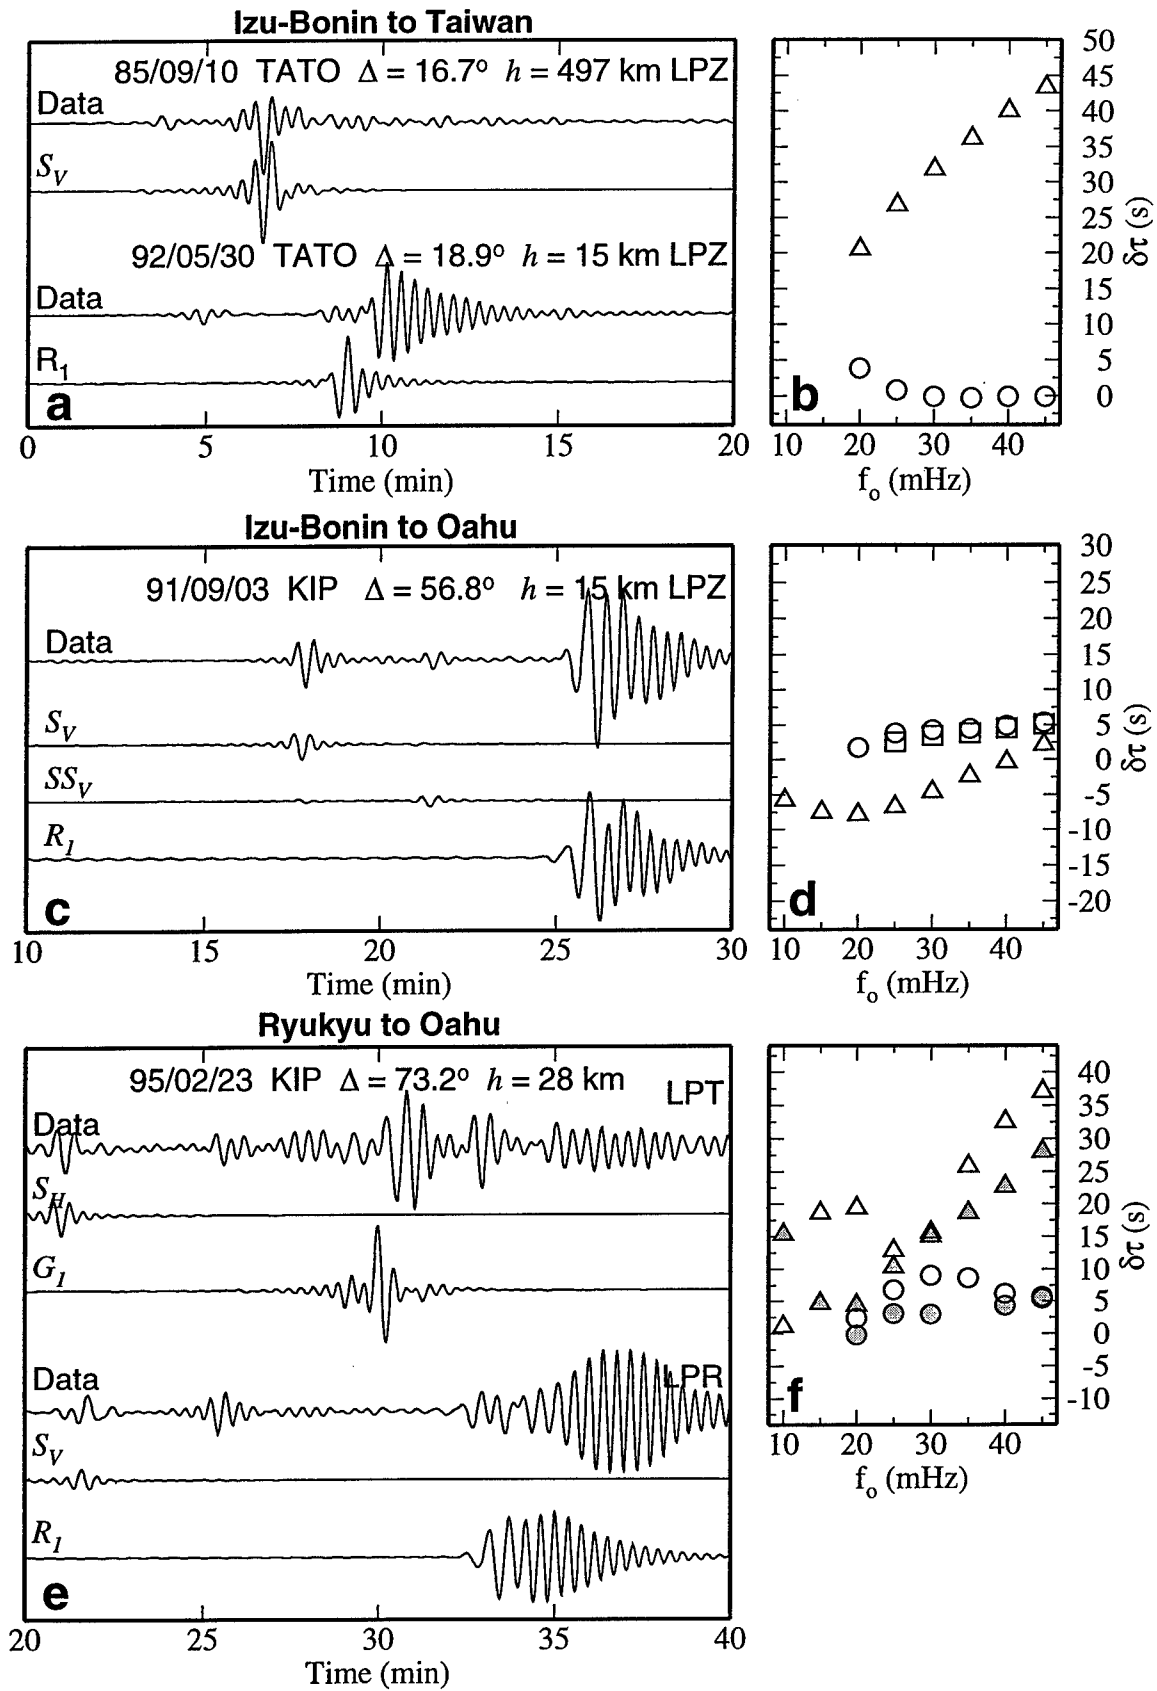 Izu-Bonin to Taiwan
85/09/10 TATO Δ = 16.7° h = 497 km LPZ
Data
S_V
92/05/30 TATO Δ = 18.9° h = 15 km LPZ
Data
R_1
a
0 5 10 15 20
Time (min)
50
45
40
35
30
25
20
15
10
5
0
δτ (s)
b
10 20 30 40
f_o (mHz)
Izu-Bonin to Oahu
91/09/03 KIP Δ = 56.8° h = 15 km LPZ
Data
S_V
SS_V
R_1
c
10 15 20 25 30
Time (min)
30
25
20
15
10
5
0
-5
-10
-15
-20
δτ (s)
d
10 20 30 40
f_o (mHz)
Ryukyu to Oahu
95/02/23 KIP Δ = 73.2° h = 28 km
LPT
Data
S_H
G_1
Data
LPR
S_V
R_1
e
20 25 30 35 40
Time (min)
40
35
30
25
20
15
10
5
0
-5
-10
δτ (s)
f
10 20 30 40
f_o (mHz)